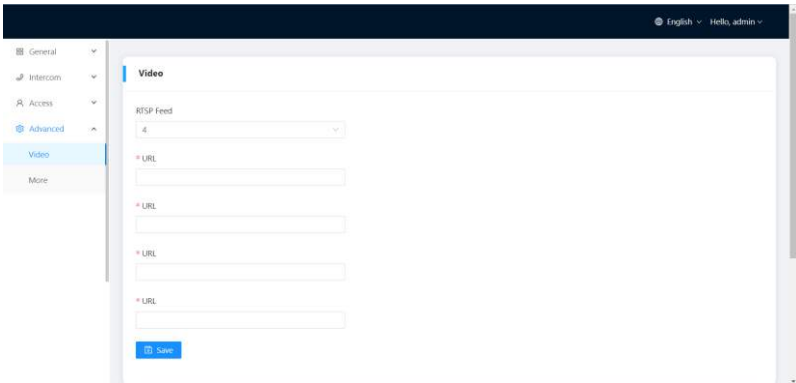 English Hello, admin
General
Intercom
Access
Advanced
Video
More
Video
RTSP Feed
4
* URL
* URL
* URL
* URL
Save